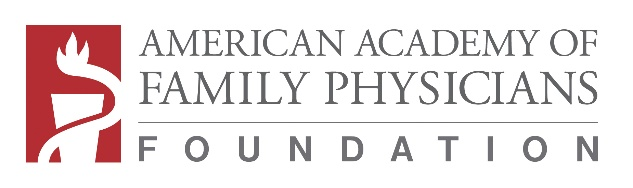 AMERICAN ACADEMY OF
FAMILY PHYSICIANS
FOUNDATION